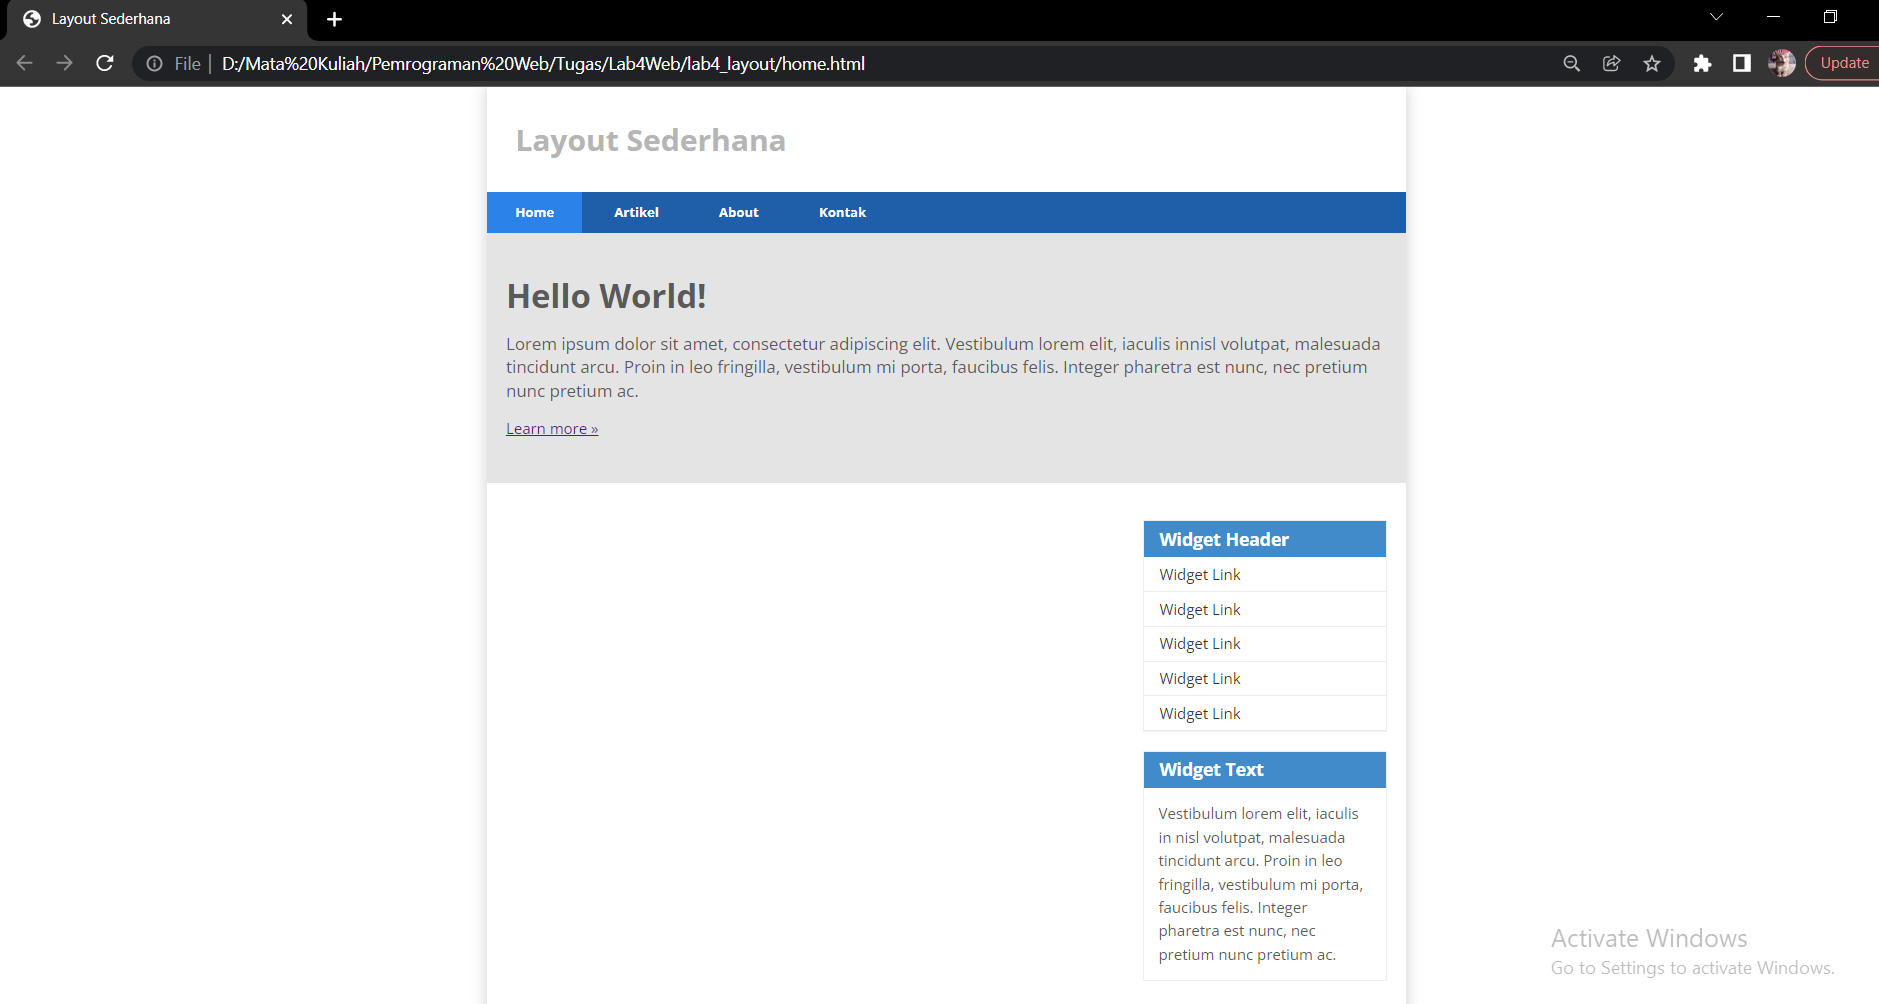 Layout Sederhana
File
D:/Mata%20Kuliah/Pemrograman%20Web/Tugas/Lab4Web/lab4_layout/home.html
Update
Layout Sederhana
Home Artikel About Kontak
Hello World!
Lorem ipsum dolor sit amet, consectetur adipiscing elit. Vestibulum lorem elit, iaculis innisl volutpat, malesuada
tincidunt arcu. Proin in leo fringilla, vestibulum mi porta, faucibus felis. Integer pharetra est nunc, nec pretium
nunc pretium ac.
Learn more »
Widget Header
Widget Link
Widget Link
Widget Link
Widget Link
Widget Link
Widget Text
Vestibulum lorem elit, iaculis
in nisl volutpat, malesuada
tincidunt arcu. Proin in leo
fringilla, vestibulum mi porta,
faucibus felis. Integer
pharetra est nunc, nec
pretium nunc pretium ac.
Activate Windows
Go to Settings to activate Windows.